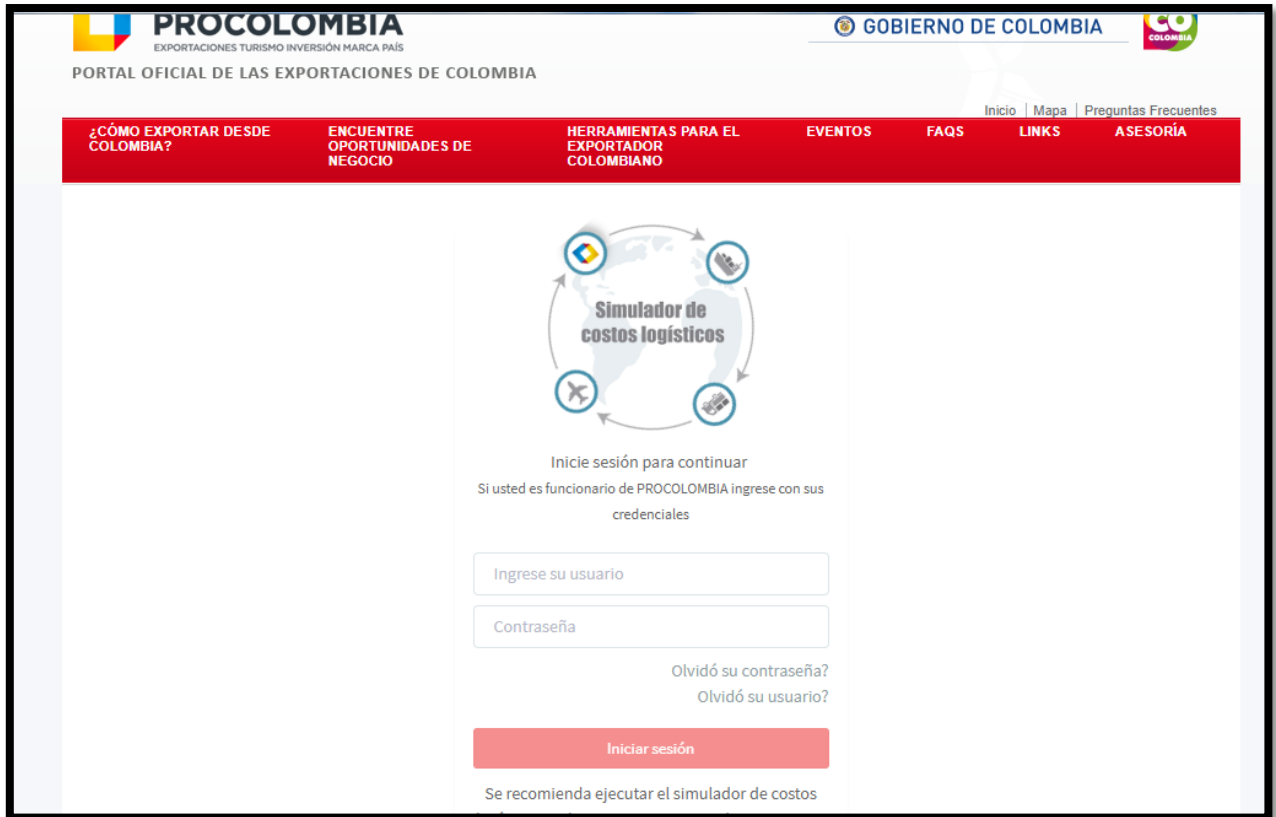 PROCOLOMBIA
EXPORTACIONES TURISMO INVERSIÓN MARCA PAÍS
GOBIERNO DE COLOMBIA
CO
COLOMBIA
PORTAL OFICIAL DE LAS EXPORTACIONES DE COLOMBIA
Inicio | Mapa | Preguntas Frecuentes
¿CÓMO EXPORTAR DESDE
COLOMBIA?
ENCUENTRE
OPORTUNIDADES DE
NEGOCIO
HERRAMIENTAS PARA EL
EXPORTADOR
COLOMBIANO
EVENTOS
FAQS
LINKS
ASESORÍA
Simulador de
costos logísticos
Inicie sesión para continuar
Si usted es funcionario de PROCOLOMBIA ingrese con sus
credenciales
Ingrese su usuario
Contraseña
Olvidó su contraseña?
Olvidó su usuario?
Iniciar sesión
Se recomienda ejecutar el simulador de costos